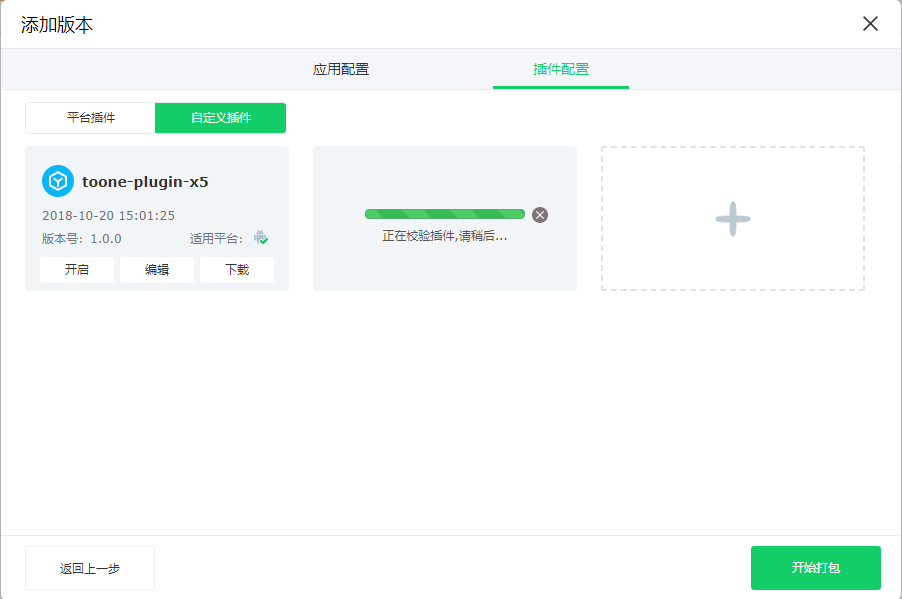 添加版本
应用配置
插件配置
平台插件
自定义插件
toone-plugin-x5
2018-10-20 15:01:25
版本号: 1.0.0
适用平台:
开启
编辑
下载
正在校验插件,请稍后...
返回上一步
开始打包